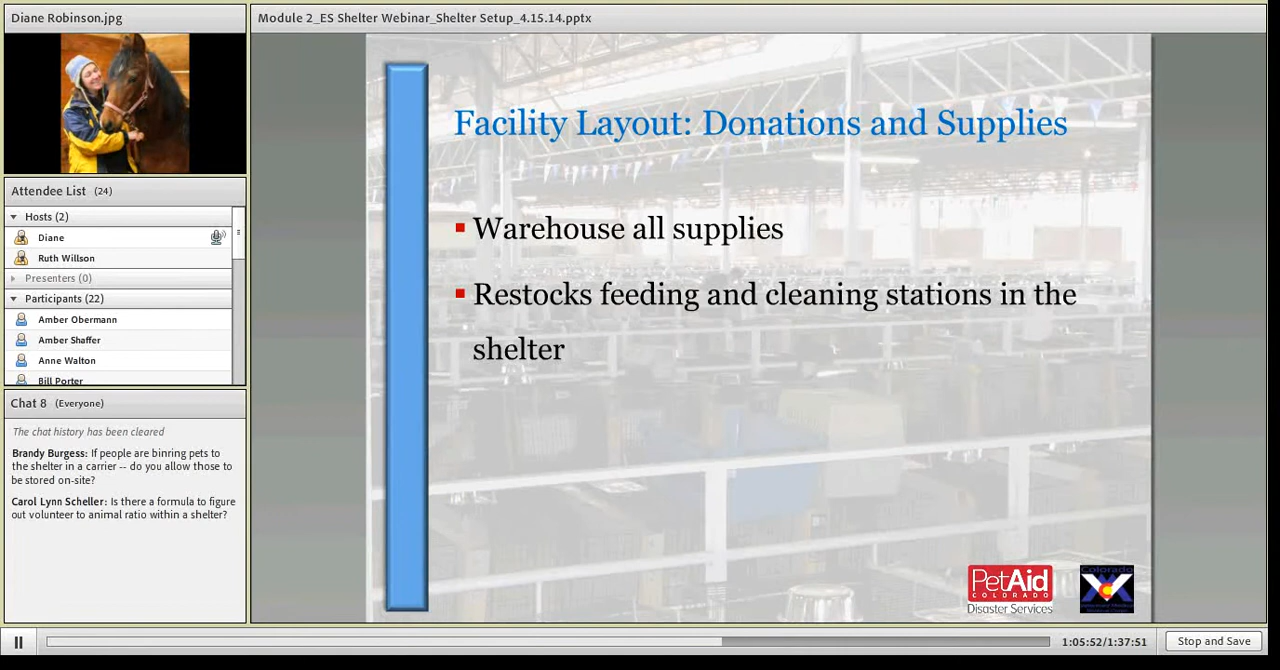 Diane Robinson.jpg
Module 2_ES Shelter Webinar_Shelter Setup_4.15.14.pptx
Attendee List (24)
Hosts (2)
Diane
Ruth Willson
Presenters (0)
Participants (22)
Amber Obermann
Amber Shaffer
Anne Walton
Bill Porter
Chat 8 (Everyone)
The chat history has been cleared
Brandy Burgess: If people are binring pets
to the shelter in a carrier -- do you allow those to
be stored on-site?
Carol Lynn Scheller: Is there a formula to figure
out volunteer to animal ratio within a shelter?
Facility Layout: Donations and Supplies
Warehouse all supplies
Restocks feeding and cleaning stations in the
shelter
PetAid
COLORADO
Disaster Services
Colorado
1:05:52/1:37:51
Stop and Save